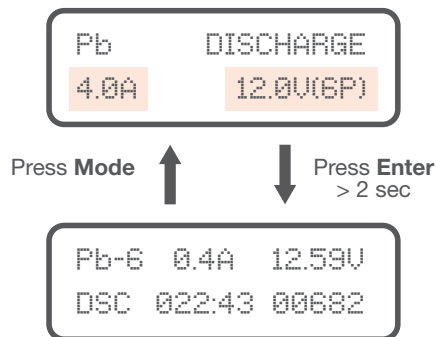 Pb DISCHARGE
4.0A 12.0V(6P)
Press Mode
Press Enter
> 2 sec
Pb-6 0.4A 12.59V
DSC 022:43 00682